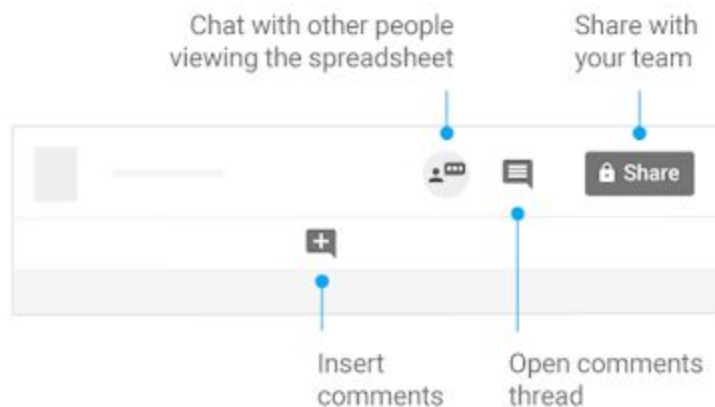 Chat with other people
viewing the spreadsheet
Share with
your team
Share
Insert
comments
Open comments
thread